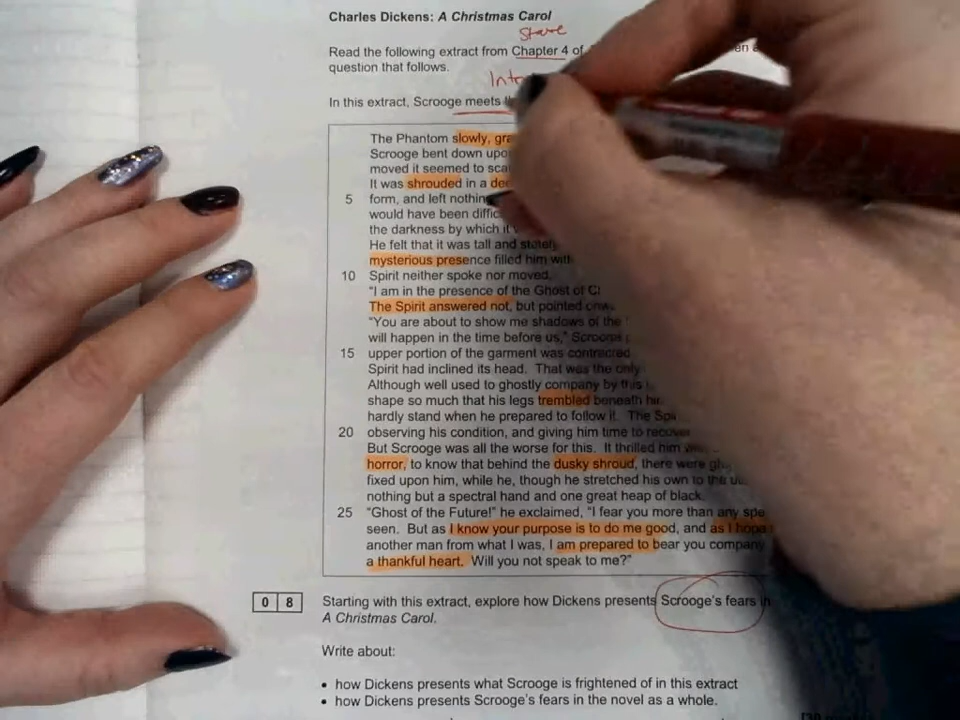 Charles Dickens: A Christmas Carol
Stave
Read the following extract from Chapter 4 of
question that follows.
In this extract, Scrooge meets
The Phantom slowly,
Scrooge bent down
moved it seemed to
It was shrouded in a
5 form, and left
would have been
the darkness by which it
He felt that it was tall and stately
mysterious presence filled him
10 Spirit neither spoke nor moved.
"I am in the presence of the Ghost of
The Spirit answered not, but pointed
"You are about to show me shadows of the
will happen in the time before us," Scrooge
15 upper portion of the garment was contracted
Spirit had inclined its head. That was the only
Although well used to ghostly company by this
shape so much that his legs trembled beneath
hardly stand when he prepared to follow it. The
20 observing his condition, and giving him time to recover
But Scrooge was all the worse for this. It thrilled him
horror, to know that behind the dusky shroud, there were
fixed upon him, while he, though he stretched his own to the
nothing but a spectral hand and one great heap of black.
25 "Ghost of the Future!" he exclaimed, "I fear you more than any
seen. But as I know your purpose is to do me good, and as I hope
another man from what I was, I am prepared to bear you company
a thankful heart. Will you not speak to me?"
0 8 Starting with this extract, explore how Dickens presents Scrooge's fears in
A Christmas Carol.
Write about:
• how Dickens presents what Scrooge is frightened of in this extract
• how Dickens presents Scrooge's fears in the novel as a whole.